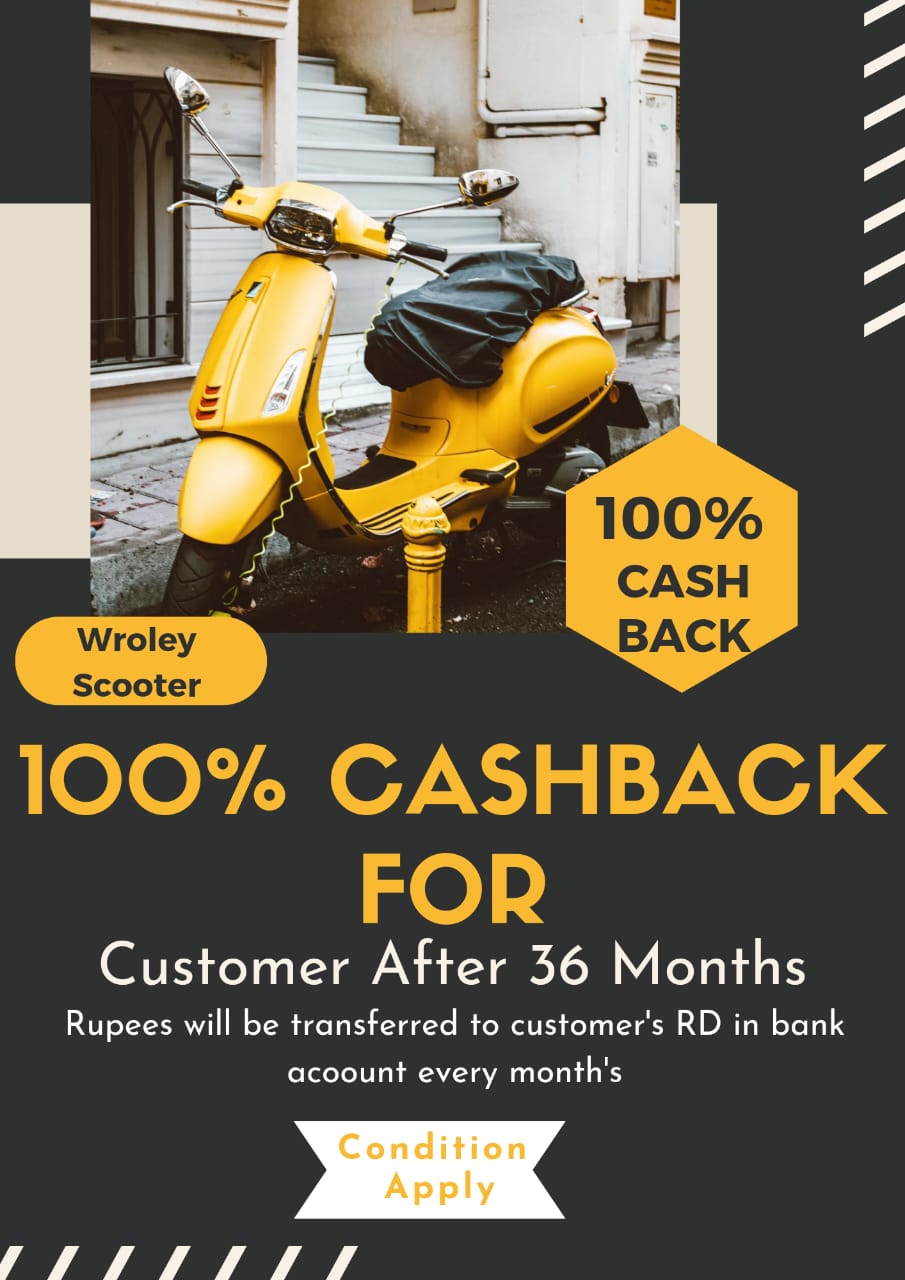 100%
CASH
BACK
Wroley
Scooter
100% CASHBACK
FOR
Customer After 36 Months
Rupees will be transferred to customer's RD in bank
acoount every month's
Condition
Apply